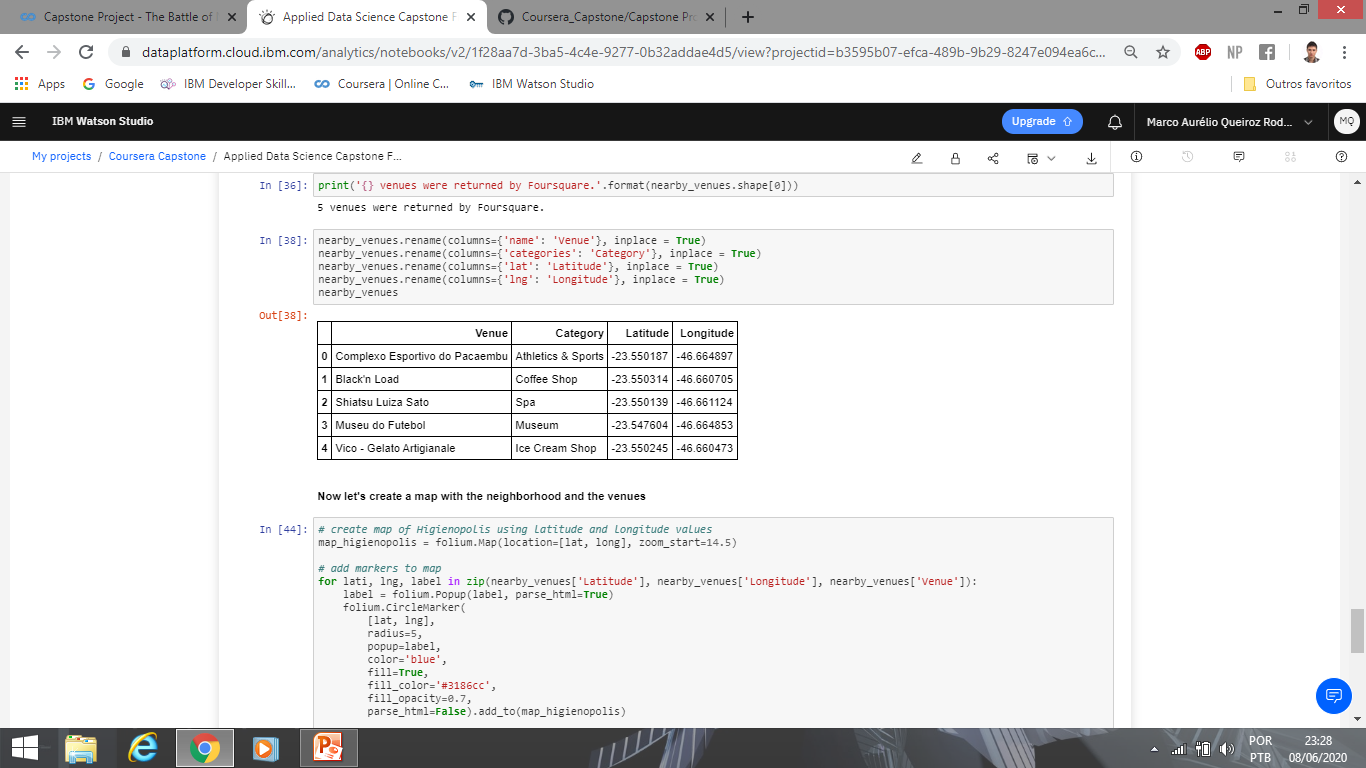 Capstone Project - The Battle of
Applied Data Science Capstone F
Coursera_Capstone/Capstone Pro
dataplatform.cloud.ibm.com/analytics/notebooks/v2/1f28aa7d-3ba5-4c4e-9277-0b32addae4d5/view?projectid=b3595b07-efca-489b-9b29-8247e094ea6c...
ABP
NP
Apps
Google
IBM Developer Skill...
Coursera | Online C...
IBM Watson Studio
Outros favoritos
IBM Watson Studio
Upgrade
Marco Aurélio Queiroz Rod...
MQ
My projects / Coursera Capstone / Applied Data Science Capstone F...
In [36]: print('{} venues were returned by Foursquare.'.format(nearby_venues.shape[0]))
5 venues were returned by Foursquare.
In [38]: nearby_venues.rename(columns={'name': 'Venue'}, inplace = True)
nearby_venues.rename(columns={'categories': 'Category'}, inplace = True)
nearby_venues.rename(columns={'lat': 'Latitude'}, inplace = True)
nearby_venues.rename(columns={'lng': 'Longitude'}, inplace = True)
nearby_venues
Out[38]:
Venue Category Latitude Longitude
0 Complexo Esportivo do Pacaembu Athletics & Sports -23.550187 -46.664897
1 Black'n Load Coffee Shop -23.550314 -46.660705
2 Shiatsu Luiza Sato Spa -23.550139 -46.661124
3 Museu do Futebol Museum -23.547604 -46.664853
4 Vico - Gelato Artigianale Ice Cream Shop -23.550245 -46.660473
Now let's create a map with the neighborhood and the venues
In [44]: # create map of Higienopolis using latitude and longitude values
map_higienopolis = folium.Map(location=[lat, long], zoom_start=14.5)
# add markers to map
for lati, lng, label in zip(nearby_venues['Latitude'], nearby_venues['Longitude'], nearby_venues['Venue']):
label = folium.Popup(label, parse_html=True)
folium.CircleMarker(
[lat, lng],
radius=5,
popup=label,
color='blue',
fill=True,
fill_color='#3186cc',
fill_opacity=0.7,
parse_html=False).add_to(map_higienopolis)
POR
PTB
23:28
08/06/2020